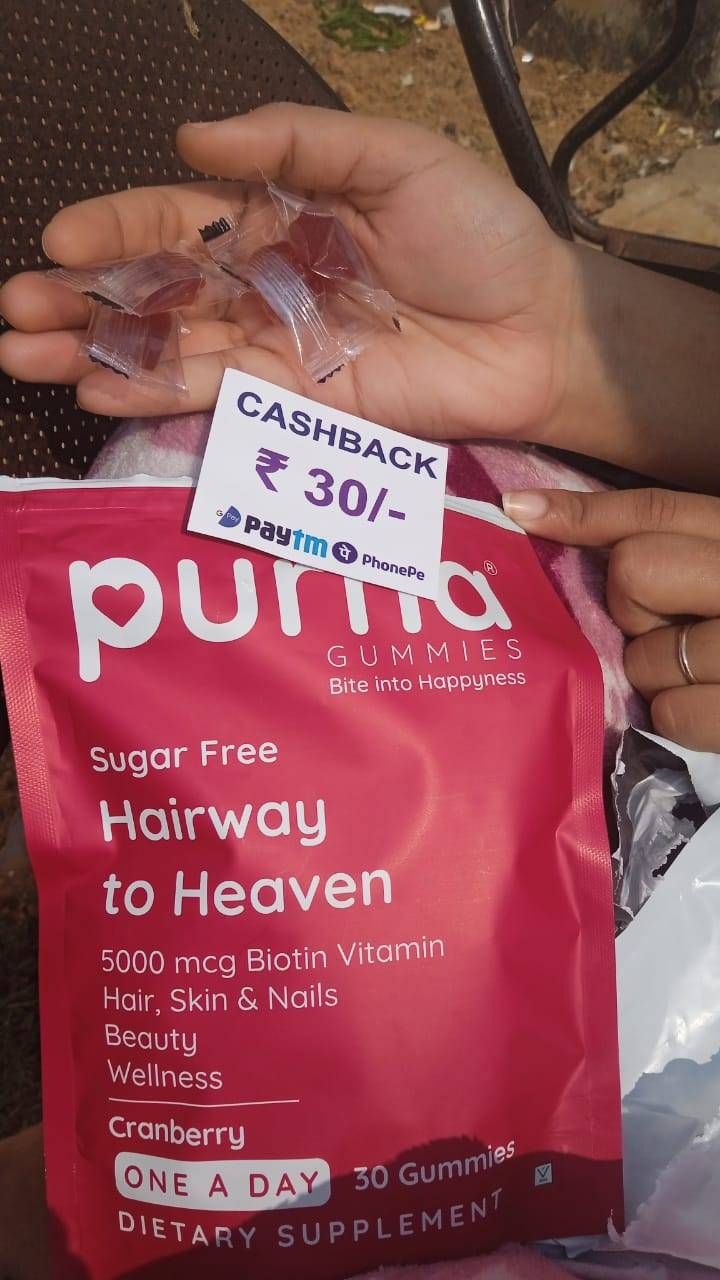 CASHBACK
₹ 30/-
G Pay paytm पे PhonePe
purna®
GUMMIES
Bite into Happyness
Sugar Free
Hairway
to Heaven
5000 mcg Biotin Vitamin
Hair, Skin & Nails
Beauty
Wellness
Cranberry
ONE A DAY 30 Gummies
DIETARY SUPPLEMENT